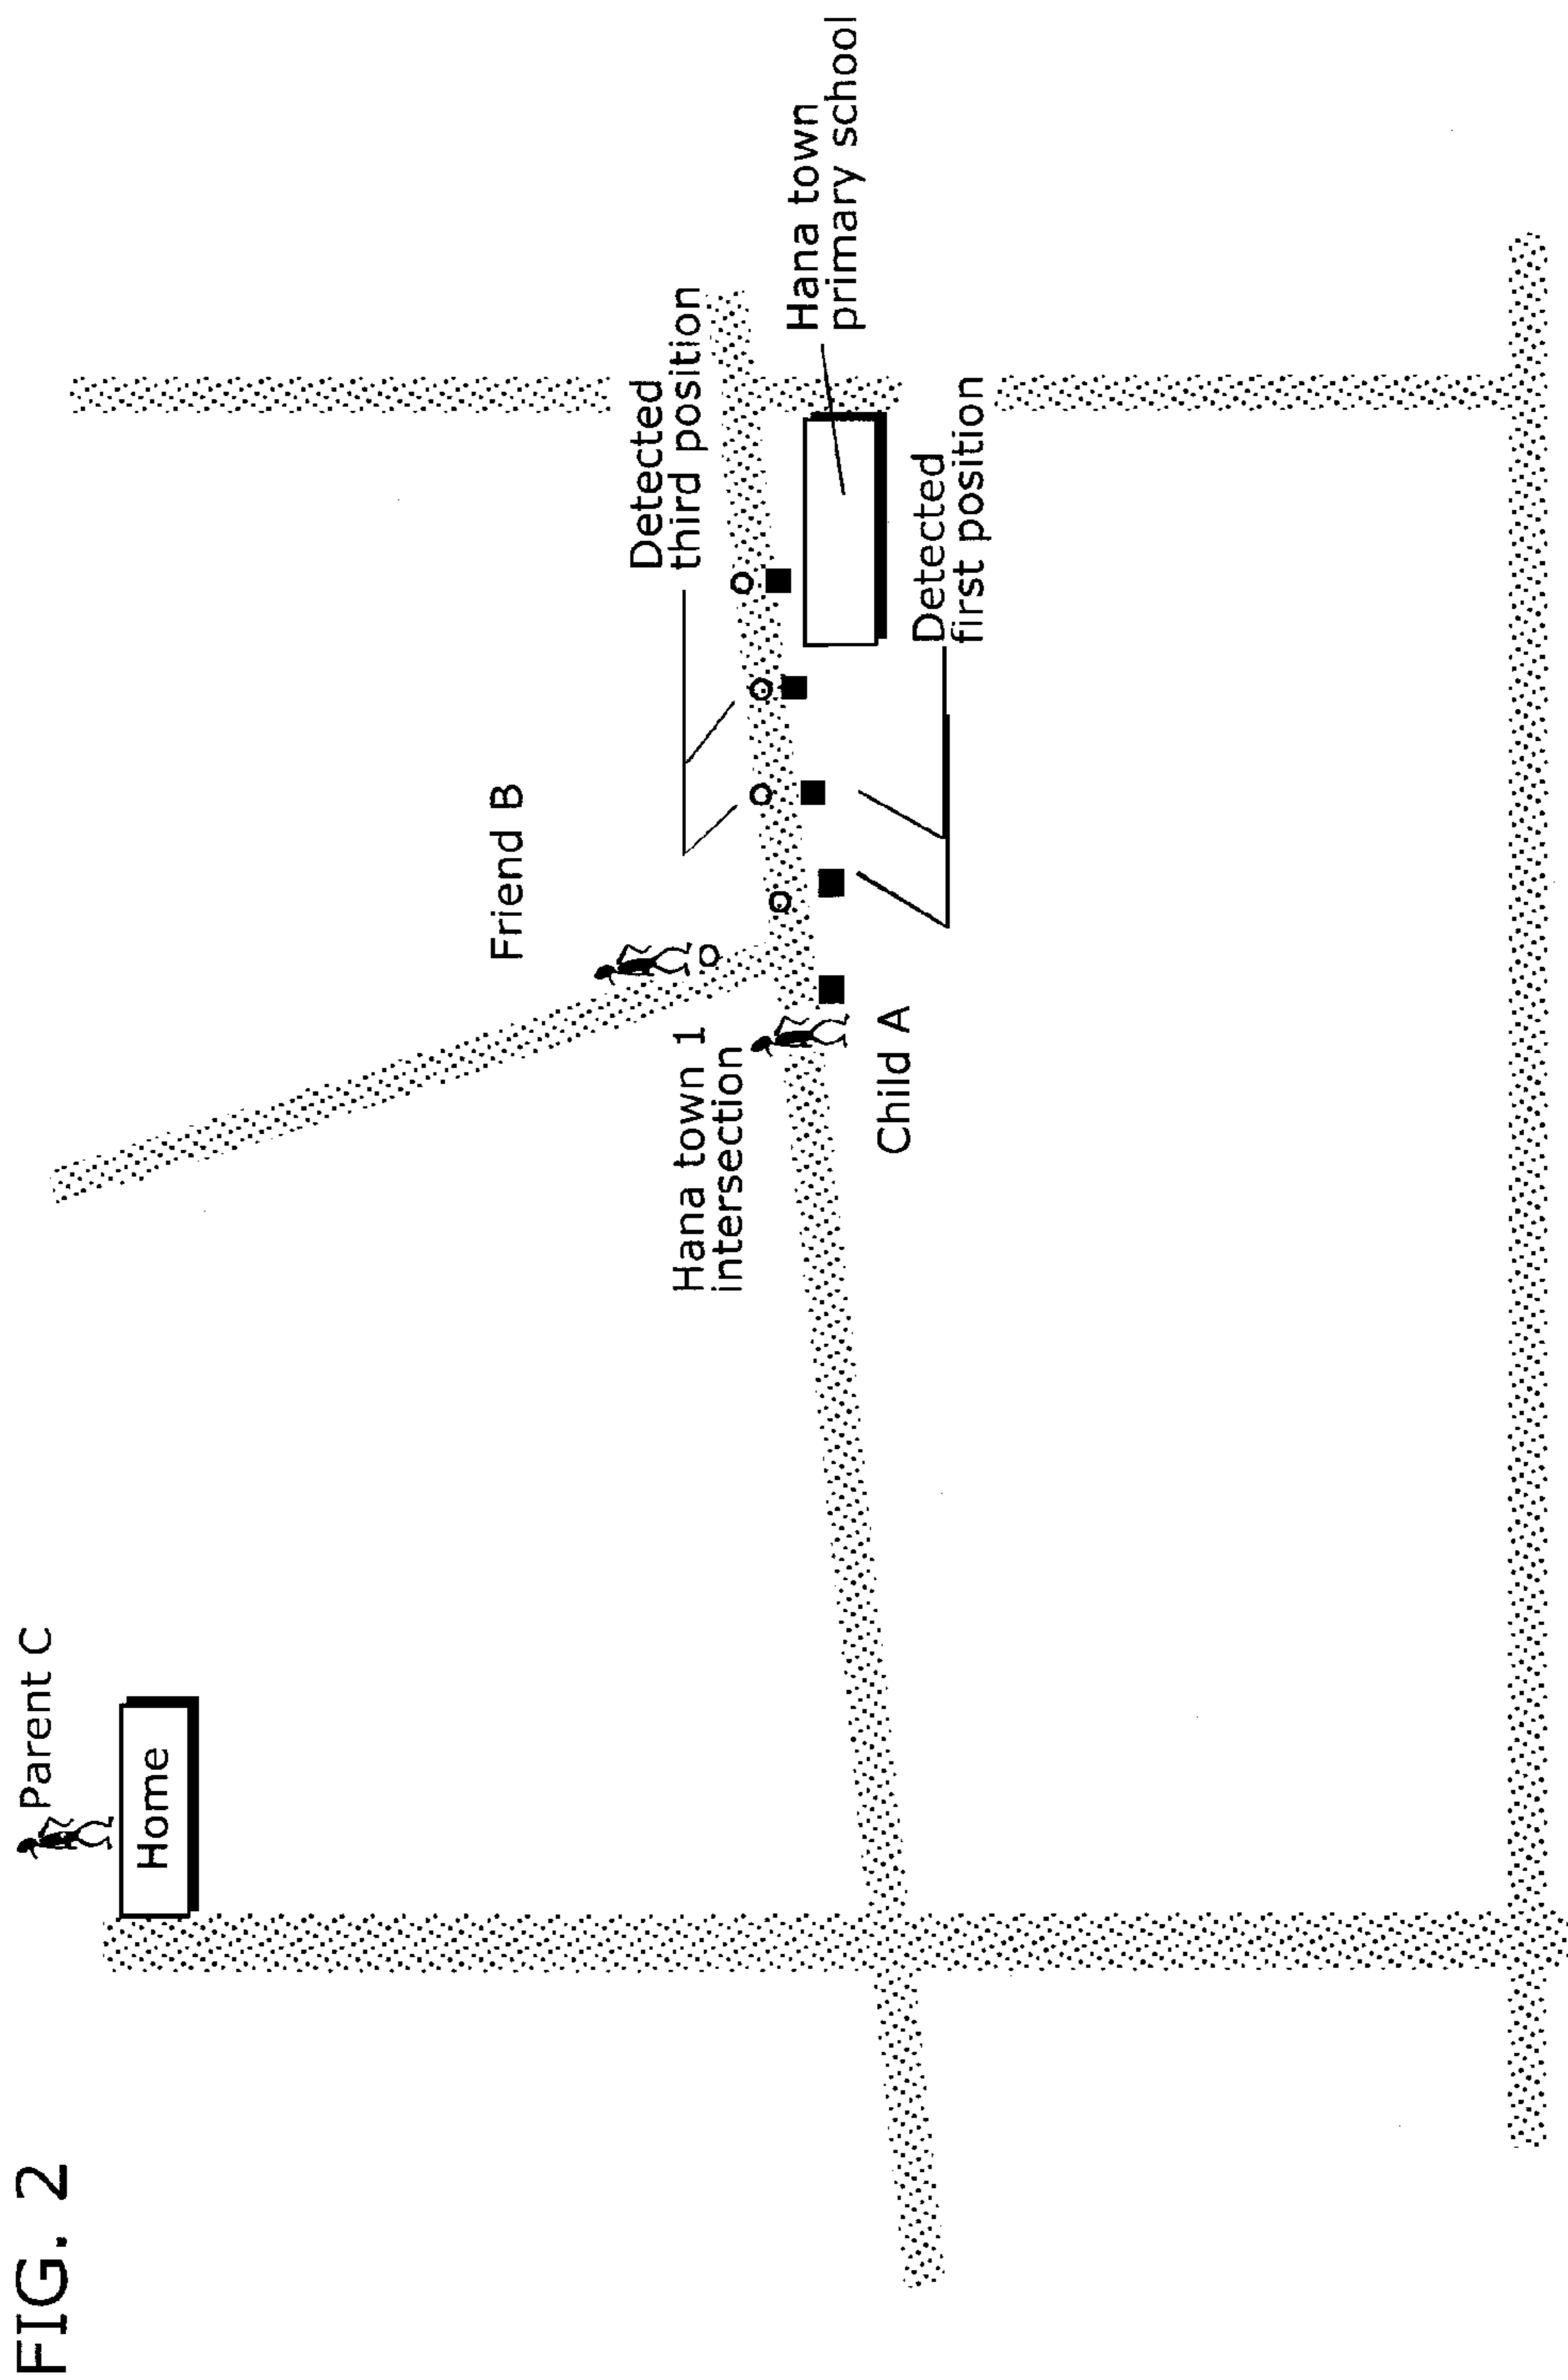 FIG. 2
Parent C
Home
Friend B
Detected
third position
Hana town
primary school
Hana town 1
intersection
Child A
Detected
first position